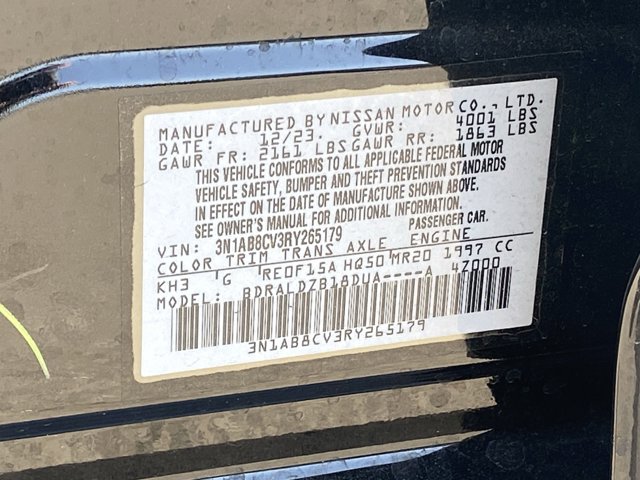 MANUFACTURED BY NISSAN MOTOR CO., LTD.
DATE: 12/23. GVWR: 4001 LBS
GAWR FR: 2161 LBS GAWR RR: 1863 LBS
THIS VEHICLE CONFORMS TO ALL APPLICABLE FEDERAL MOTOR
VEHICLE SAFETY, BUMPER AND THEFT PREVENTION STANDARDS
IN EFFECT ON THE DATE OF MANUFACTURE SHOWN ABOVE.
SEE OWNER'S MANUAL FOR ADDITIONAL INFORMATION.
VIN: 3N1AB8CV3RY265179 PASSENGER CAR.
COLOR TRIM TRANS AXLE ENGINE
KH3 G RE0F15A HQ50 MR20 1997 CC
MODEL: BDRALDZB18DUA----A 4Z000
3N1AB8CV3RY265179